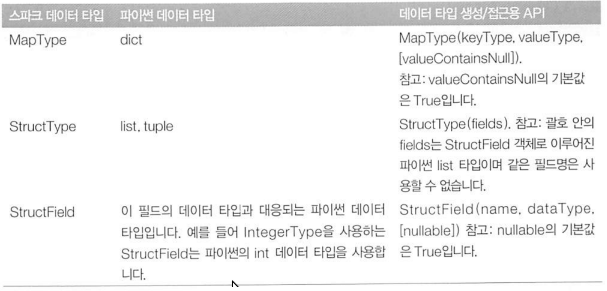 스파크 데이터 타입 파이썬 데이터 타입 데이터 타입 생성/접근용 API
MapType dict MapType(keyType, valueType,
[valueContainsNull]).
참고: valueContainsNull의 기본값
은 True입니다.
StructType list, tuple StructType(fields). 참고: 괄호 안의
fields는 StructField 객체로 이루어진
파이썬 list 타입이며 같은 필드명은 사
용할 수 없습니다.
StructField 이 필드의 데이터 타입과 대응되는 파이썬 데이터 StructField(name, dataType,
타입입니다. 예를 들어 IntegerType을 사용하는 [nullable]) 참고: nullable의 기본값
StructField는 파이썬의 int 데이터 타입을 사용합 은 True입니다.
니다.